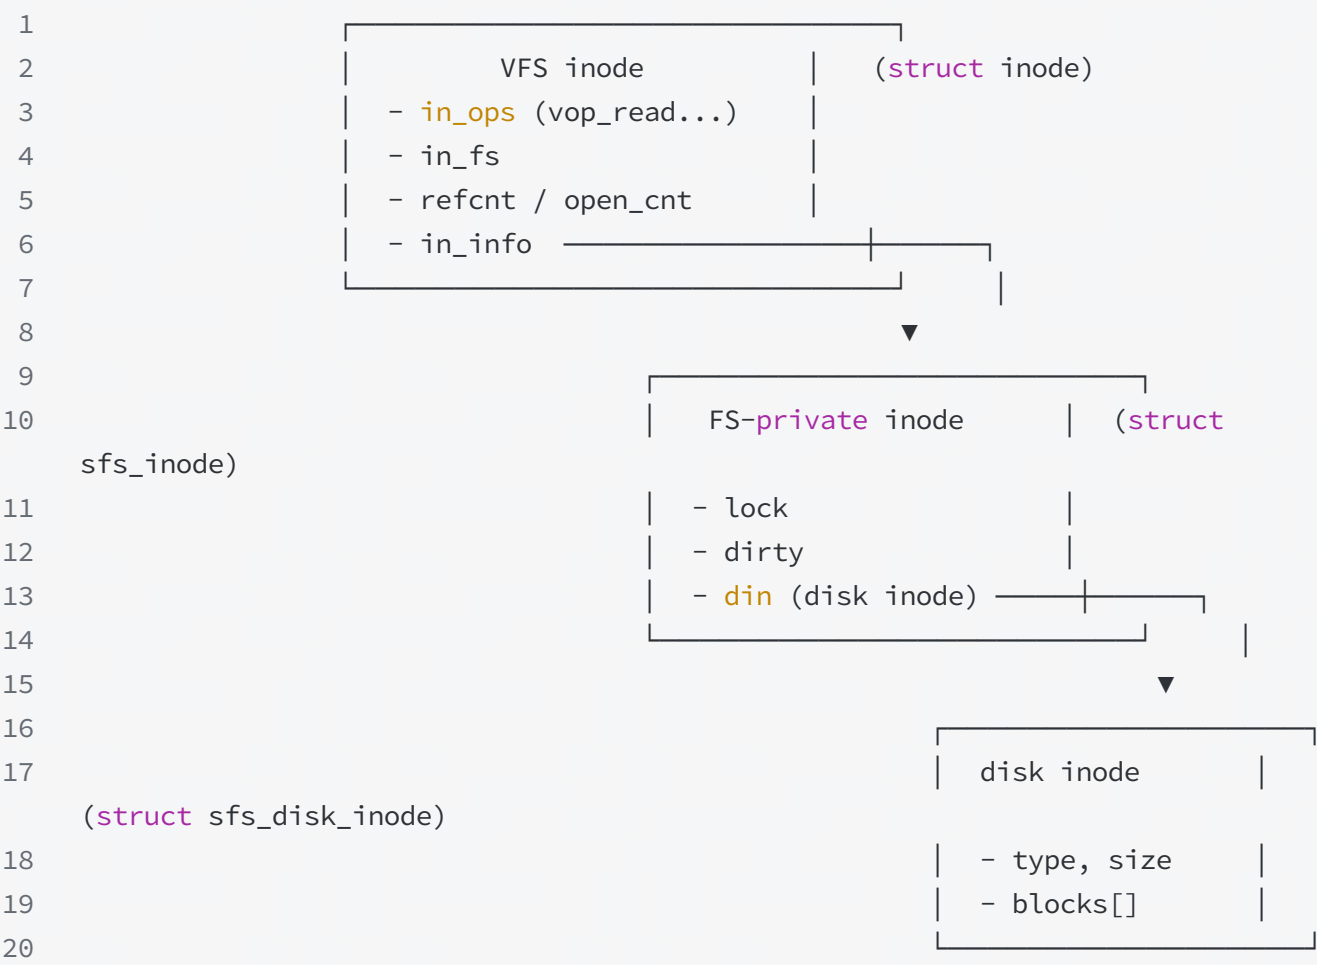 1 ┌──────────────────────────────────┐
2 │ VFS inode │ (struct inode)
3 │ - in_ops (vop_read...) │
4 │ - in_fs │
5 │ - refcnt / open_cnt │
6 │ - in_info ───────────────────┼───────┐
7 └──────────────────────────────────┘ │
8 ▼
9 ┌──────────────────────────────┐
10 │ FS-private inode │ (struct
sfs_inode)
11 │ - lock │
12 │ - dirty │
13 │ - din (disk inode) ─────┼───────┐
14 └──────────────────────────────┘ │
15 ▼
16 ┌───────────────────────┐
17 │ disk inode │
(struct sfs_disk_inode)
18 │ - type, size │
19 │ - blocks[] │
20 └───────────────────────┘